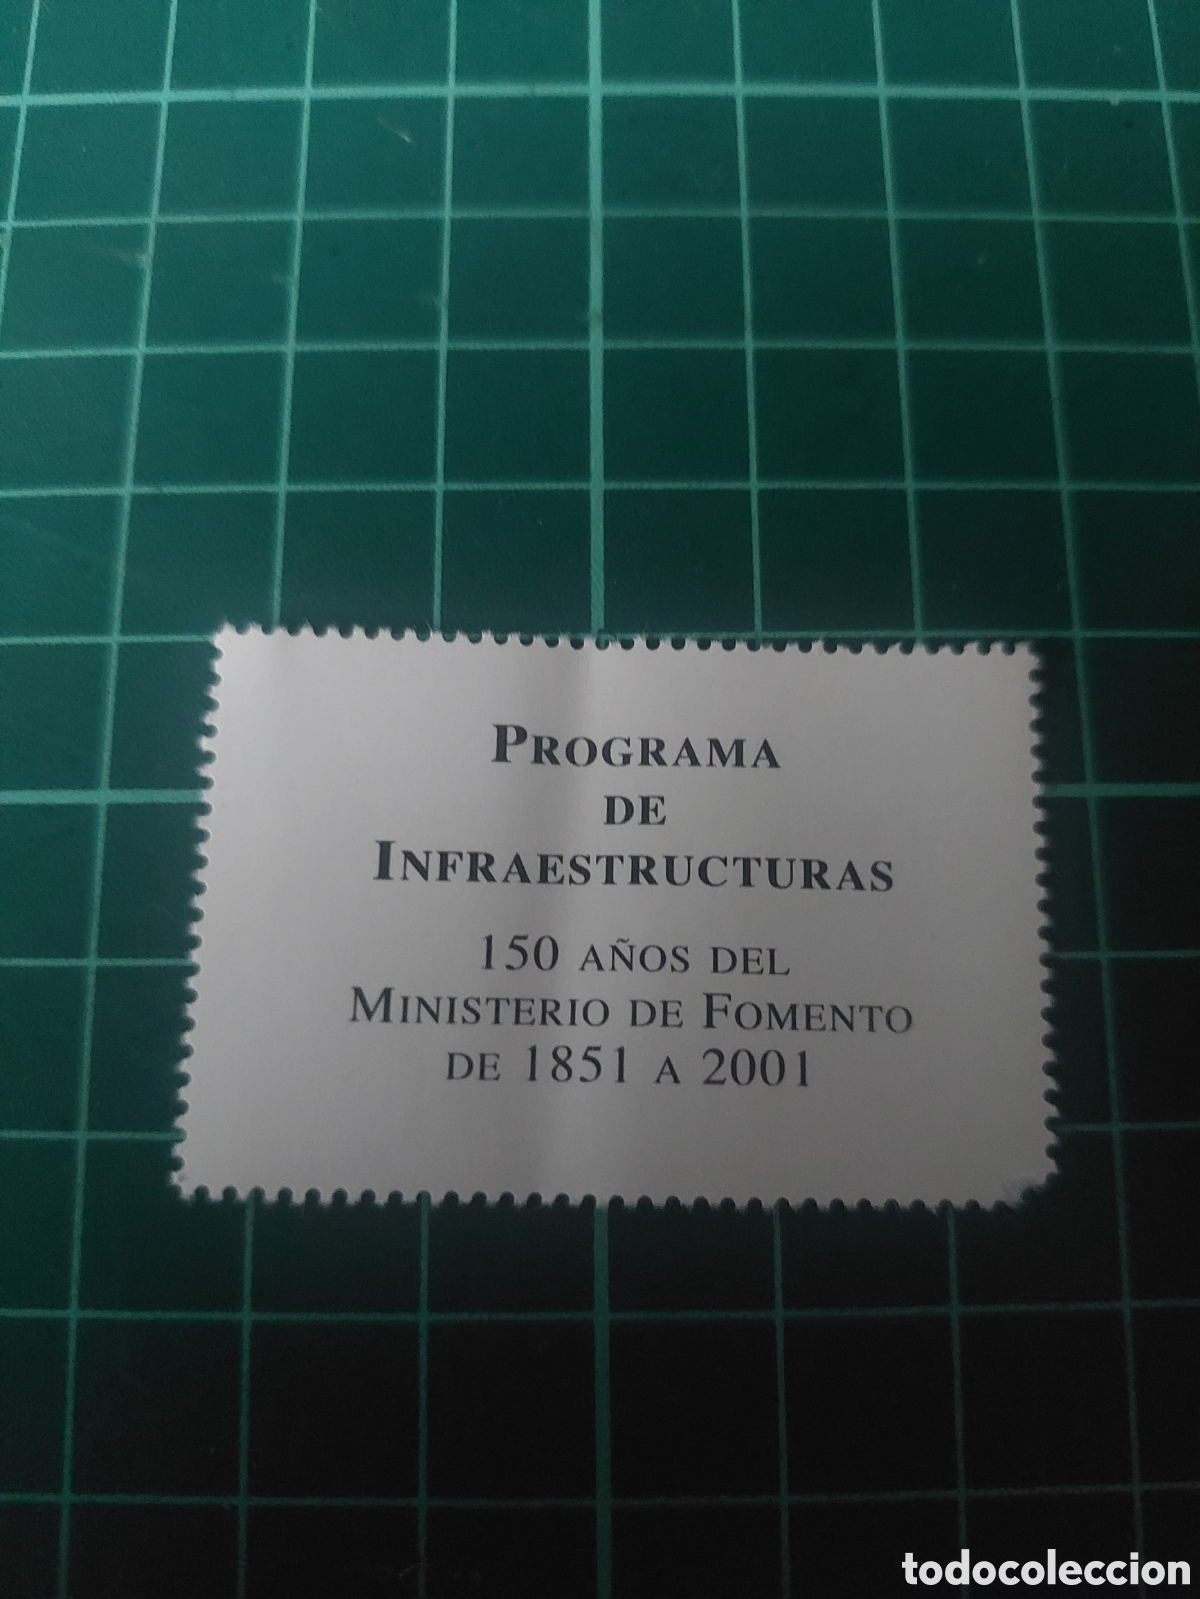 PROGRAMA
DE
INFRAESTRUCTURAS
150 AÑOS DEL
MINISTERIO DE FOMENTO
DE 1851 A 2001
todocoleccion